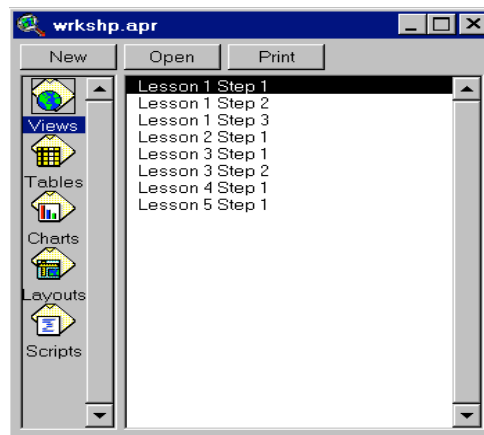 wrkshp.apr
New Open Print
Views
Tables
Charts
Layouts
Scripts
Lesson 1 Step 1
Lesson 1 Step 2
Lesson 1 Step 3
Lesson 2 Step 1
Lesson 3 Step 1
Lesson 3 Step 2
Lesson 4 Step 1
Lesson 5 Step 1